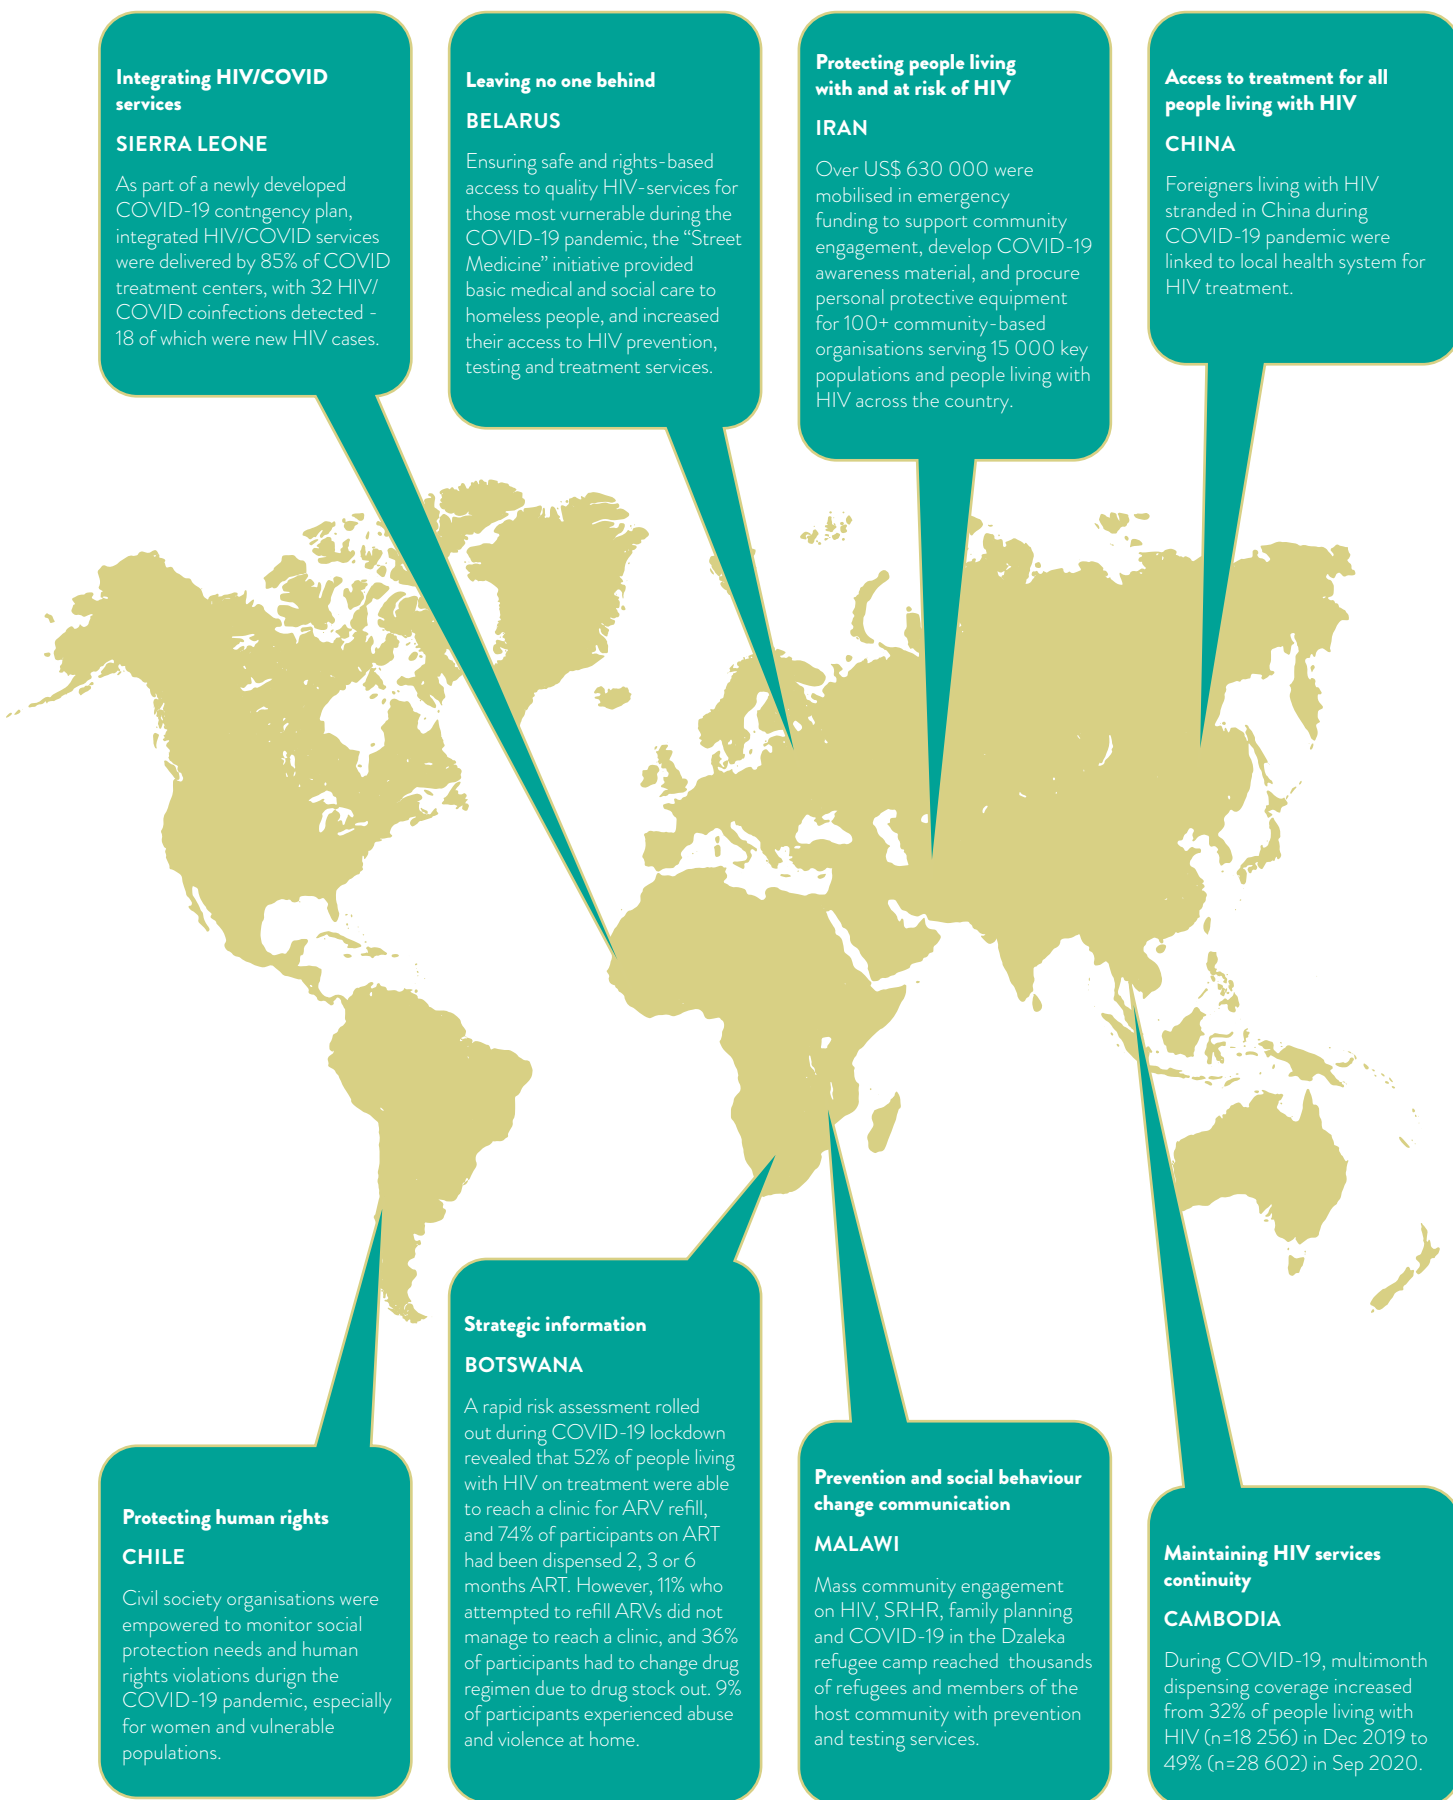 Integrating HIV/COVID
services
SIERRA LEONE
As part of a newly developed
COVID-19 contngency plan,
integrated HIV/COVID services
were delivered by 85% of COVID
treatment centers, with 32 HIV/
COVID coinfections detected -
18 of which were new HIV cases.
Leaving no one behind
BELARUS
Ensuring safe and rights-based
access to quality HIV-services for
those most vurnerable during the
COVID-19 pandemic, the “Street
Medicine” initiative provided
basic medical and social care to
homeless people, and increased
their access to HIV prevention,
testing and treatment services.
Protecting people living
with and at risk of HIV
IRAN
Over US$ 630 000 were
mobilised in emergency
funding to support community
engagement, develop COVID-19
awareness material, and procure
personal protective equipment
for 100+ community-based
organisations serving 15 000 key
populations and people living with
HIV across the country.
Access to treatment for all
people living with HIV
CHINA
Foreigners living with HIV
stranded in China during
COVID-19 pandemic were
linked to local health system for
HIV treatment.
Protecting human rights
CHILE
Civil society organisations were
empowered to monitor social
protection needs and human
rights violations durign the
COVID-19 pandemic, especially
for women and vulnerable
populations.
Strategic information
BOTSWANA
A rapid risk assessment rolled
out during COVID-19 lockdown
revealed that 52% of people living
with HIV on treatment were able
to reach a clinic for ARV refill,
and 74% of participants on ART
had been dispensed 2, 3 or 6
months ART. However, 11% who
attempted to refill ARVs did not
manage to reach a clinic, and 36%
of participants had to change drug
regimen due to drug stock out. 9%
of participants experienced abuse
and violence at home.
Prevention and social behaviour
change communication
MALAWI
Mass community engagement
on HIV, SRHR, family planning
and COVID-19 in the Dzaleka
refugee camp reached thousands
of refugees and members of the
host community with prevention
and testing services.
Maintaining HIV services
continuity
CAMBODIA
During COVID-19, multimonth
dispensing coverage increased
from 32% of people living with
HIV (n=18 256) in Dec 2019 to
49% (n=28 602) in Sep 2020.